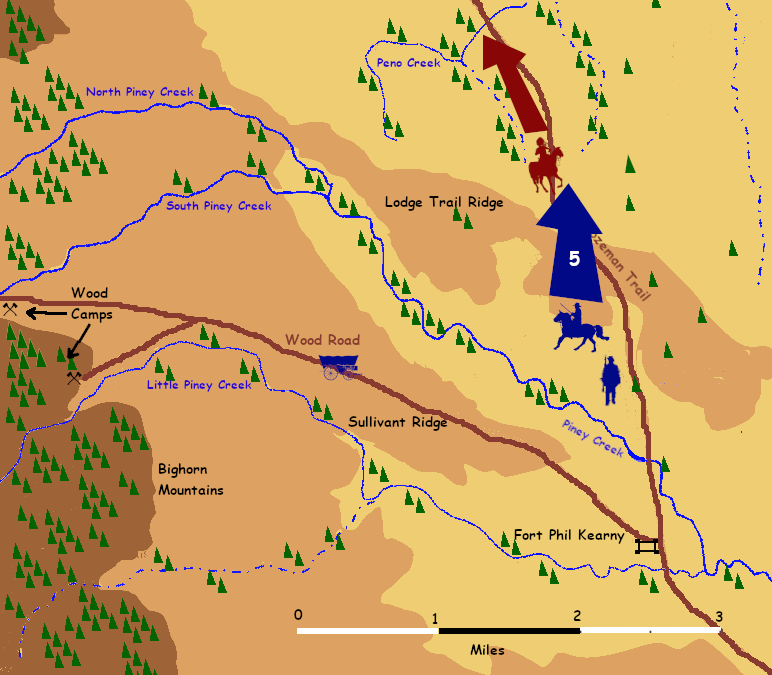 Peno Creek
North Piney Creek
Lodge Trail Ridge
South Piney Creek
5
zeman Trail
Wood
Camps
Wood Road
Little Piney Creek
Sullivant Ridge
Piney Creek
Bighorn
Mountains
Fort Phil Kearny
0 1 2 3
Miles